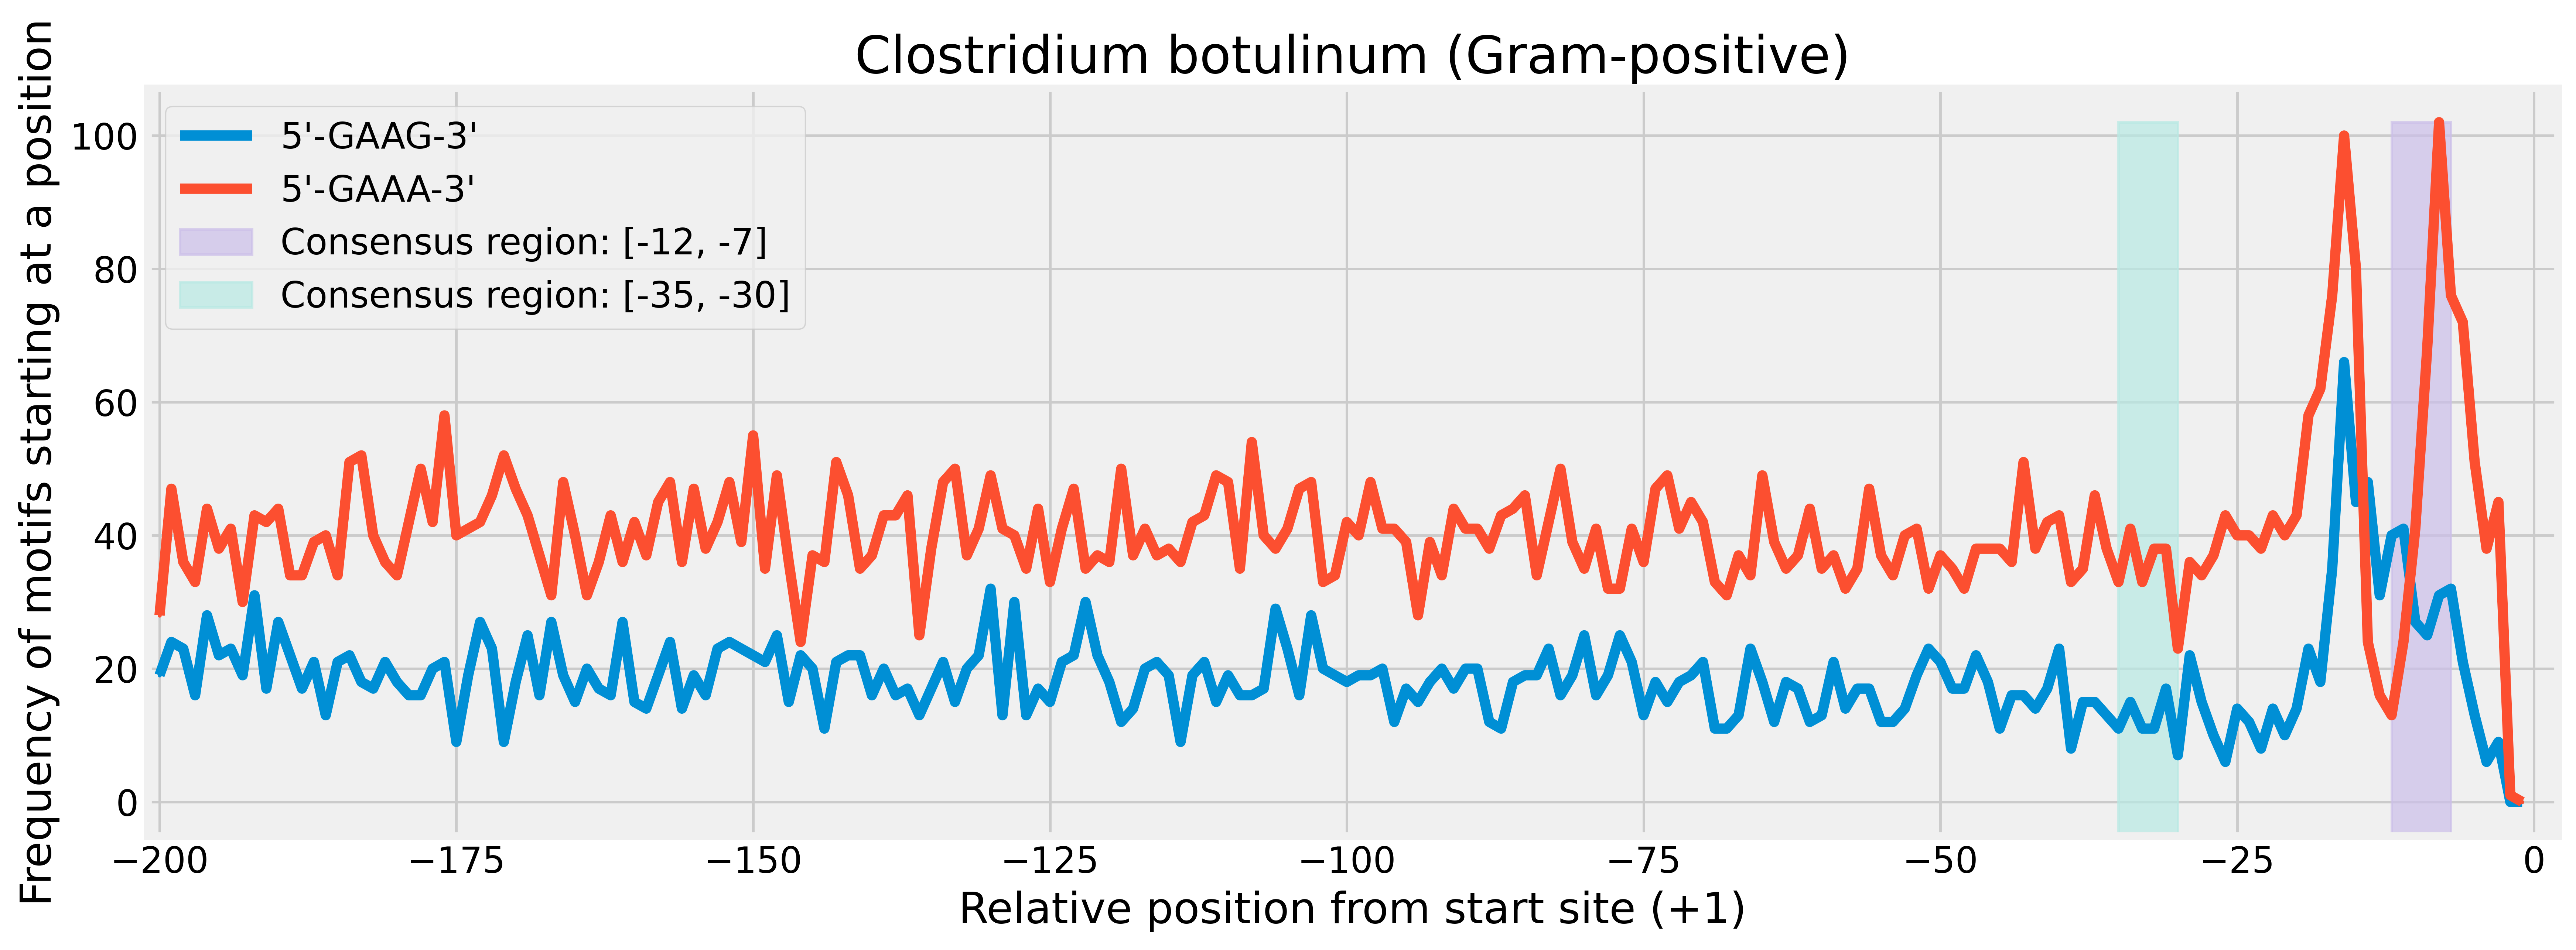 Clostridium botulinum (Gram-positive)
Frequency of motifs starting at a position
100
80
60
40
20
0
5'-GAAG-3'
5'-GAAA-3'
Consensus region: [-12, -7]
Consensus region: [-35, -30]
−200 −175 −150 −125 −100 −75 −50 −25 0
Relative position from start site (+1)